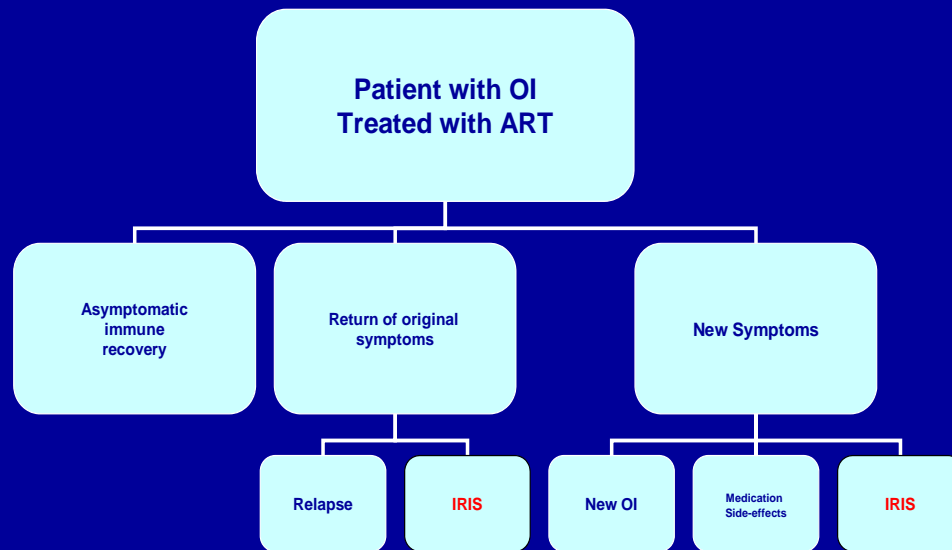 Patient with OI
Treated with ART
Asymptomatic
immune
recovery
Return of original
symptoms
New Symptoms
Relapse
IRIS
New OI
Medication
Side-effects
IRIS